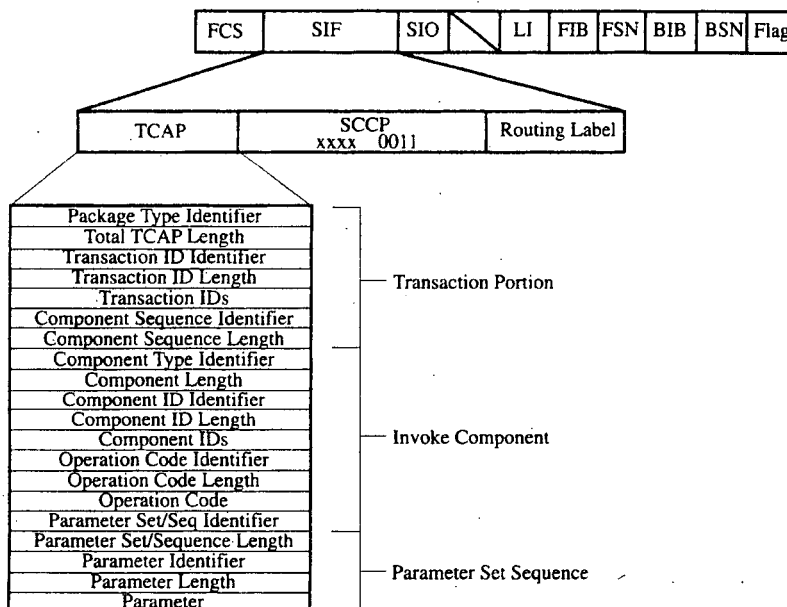 FCS SIF SIO LI FIB FSN BIB BSN Flag
TCAP SCCP Routing Label
xxxx 0011
Package Type Identifier
Total TCAP Length
Transaction ID Identifier
Transaction ID Length
Transaction IDs
Component Sequence Identifier
Component Sequence Length
Transaction Portion
Component Type Identifier
Component Length
Component ID Identifier
Component ID Length
Component IDs
Operation Code Identifier
Operation Code Length
Operation Code
Invoke Component
Parameter Set/Seq Identifier
Parameter Set/Sequence Length
Parameter Identifier
Parameter Length
Parameter
Parameter Set Sequence